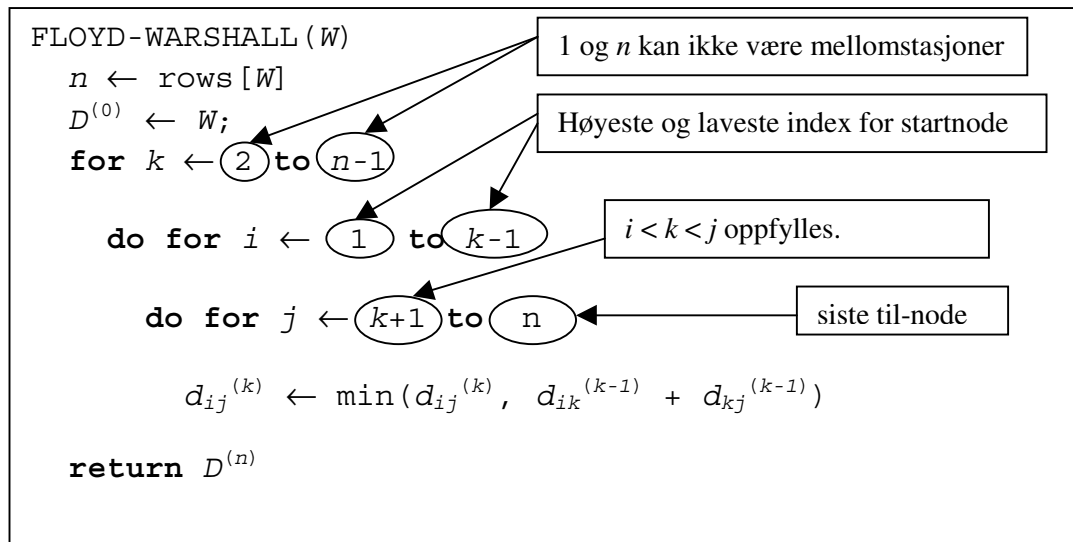 FLOYD-WARSHALL(W)
1 og n kan ikke være mellomstasjoner
n ← rows[W]
D⁽⁰⁾ ← W;
Høyeste og laveste index for startnode
for k ← 2 to n-1
i < k < j oppfylles.
do for i ← 1 to k-1
do for j ← k+1 to n
siste til-node
dᵢⱼ⁽ᵏ⁾ ← min(dᵢⱼ⁽ᵏ⁾, dᵢₖ⁽ᵏ⁻¹⁾ + dₖⱼ⁽ᵏ⁻¹⁾)
return D⁽ⁿ⁾